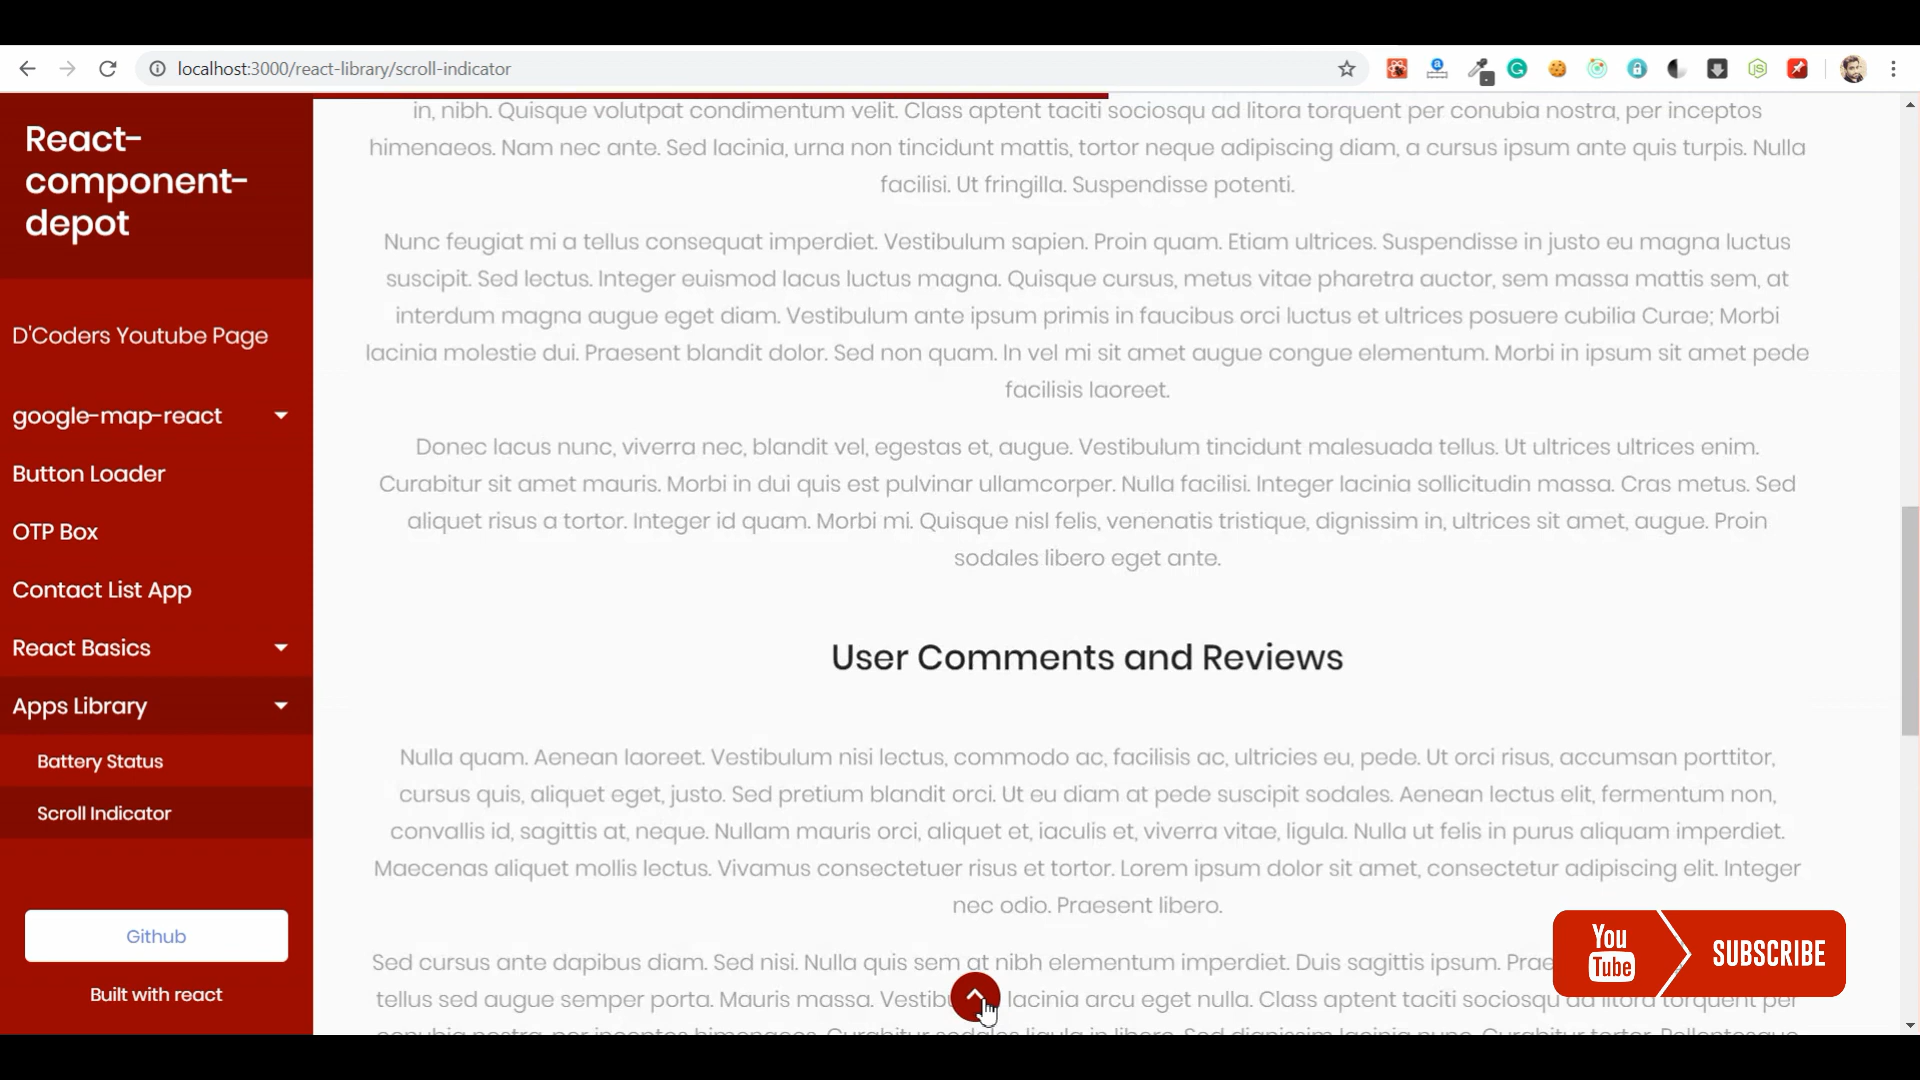 localhost:3000/react-library/scroll-indicator
React-
component-
depot
D'Coders Youtube Page
google-map-react
Button Loader
OTP Box
Contact List App
React Basics
Apps Library
Battery Status
Scroll Indicator
Github
Built with react
in, nibh. Quisque volutpat condimentum velit. Class aptent taciti sociosqu ad litora torquent per conubia nostra, per inceptos
himenaeos. Nam nec ante. Sed lacinia, urna non tincidunt mattis, tortor neque adipiscing diam, a cursus ipsum ante quis turpis. Nulla
facilisi. Ut fringilla. Suspendisse potenti.
Nunc feugiat mi a tellus consequat imperdiet. Vestibulum sapien. Proin quam. Etiam ultrices. Suspendisse in justo eu magna luctus
suscipit. Sed lectus. Integer euismod lacus luctus magna. Quisque cursus, metus vitae pharetra auctor, sem massa mattis sem, at
interdum magna augue eget diam. Vestibulum ante ipsum primis in faucibus orci luctus et ultrices posuere cubilia Curae; Morbi
lacinia molestie dui. Praesent blandit dolor. Sed non quam. In vel mi sit amet augue congue elementum. Morbi in ipsum sit amet pede
facilisis laoreet.
Donec lacus nunc, viverra nec, blandit vel, egestas et, augue. Vestibulum tincidunt malesuada tellus. Ut ultrices ultrices enim.
Curabitur sit amet mauris. Morbi in dui quis est pulvinar ullamcorper. Nulla facilisi. Integer lacinia sollicitudin massa. Cras metus. Sed
aliquet risus a tortor. Integer id quam. Morbi mi. Quisque nisl felis, venenatis tristique, dignissim in, ultrices sit amet, augue. Proin
sodales libero eget ante.
User Comments and Reviews
Nulla quam. Aenean laoreet. Vestibulum nisi lectus, commodo ac, facilisis ac, ultricies eu, pede. Ut orci risus, accumsan porttitor,
cursus quis, aliquet eget, justo. Sed pretium blandit orci. Ut eu diam at pede suscipit sodales. Aenean lectus elit, fermentum non,
convallis id, sagittis at, neque. Nullam mauris orci, aliquet et, iaculis et, viverra vitae, ligula. Nulla ut felis in purus aliquam imperdiet.
Maecenas aliquet mollis lectus. Vivamus consectetuer risus et tortor. Lorem ipsum dolor sit amet, consectetur adipiscing elit. Integer
nec odio. Praesent libero.
Sed cursus ante dapibus diam. Sed nisi. Nulla quis sem at nibh elementum imperdiet. Duis sagittis ipsum. Prae
tellus sed augue semper porta. Mauris massa. Vestib lacinia arcu eget nulla. Class aptent taciti sociosqu ad litora torquent per
You
Tube
SUBSCRIBE